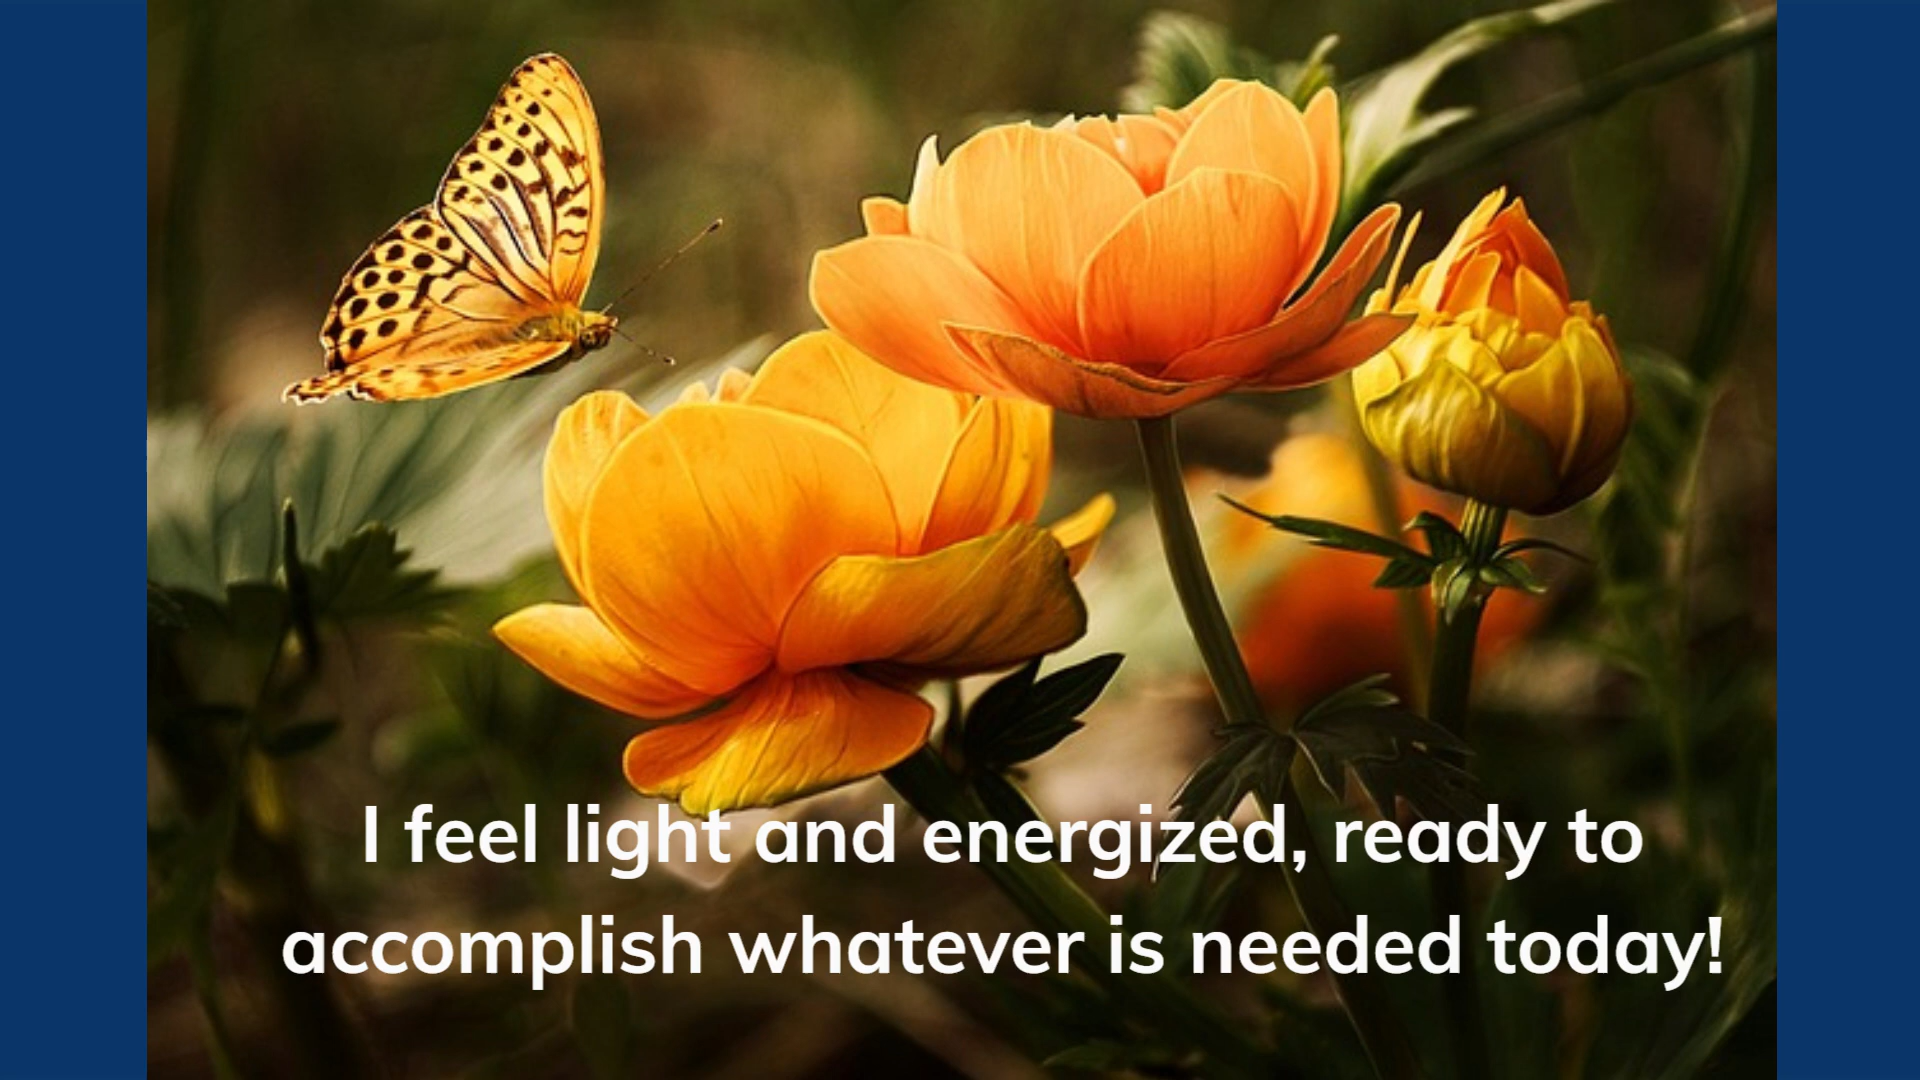 I feel light and energized, ready to
accomplish whatever is needed today!